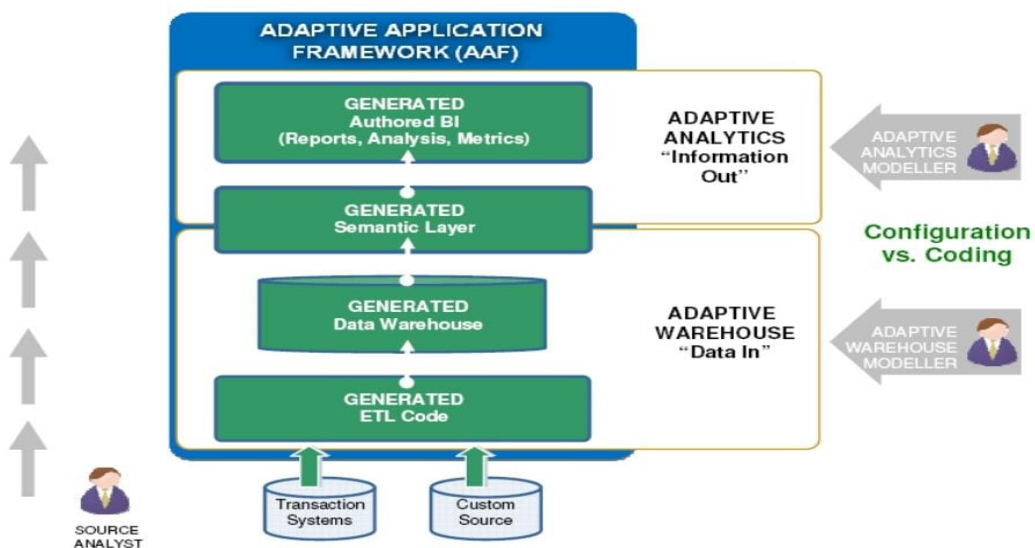 ADAPTIVE APPLICATION
FRAMEWORK (AAF)
GENERATED
Authored BI
(Reports, Analysis, Metrics)
ADAPTIVE
ANALYTICS
“Information
Out”
ADAPTIVE
ANALYTICS
MODELLER
GENERATED
Semantic Layer
Configuration
vs. Coding
GENERATED
Data Warehouse
ADAPTIVE
WAREHOUSE
“Data In”
ADAPTIVE
WAREHOUSE
MODELLER
GENERATED
ETL Code
Transaction
Systems
Custom
Source
SOURCE
ANALYST